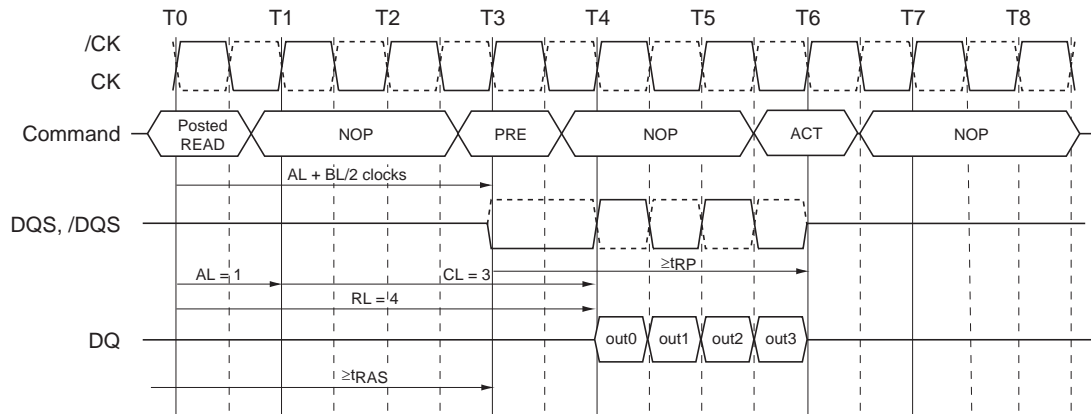 T0 T1 T2 T3 T4 T5 T6 T7 T8
/CK
CK
Command
Posted
READ
NOP
PRE
NOP
ACT
NOP
AL + BL/2 clocks
DQS, /DQS
≥tRP
AL = 1
CL = 3
RL = 4
DQ
out0 out1 out2 out3
≥tRAS